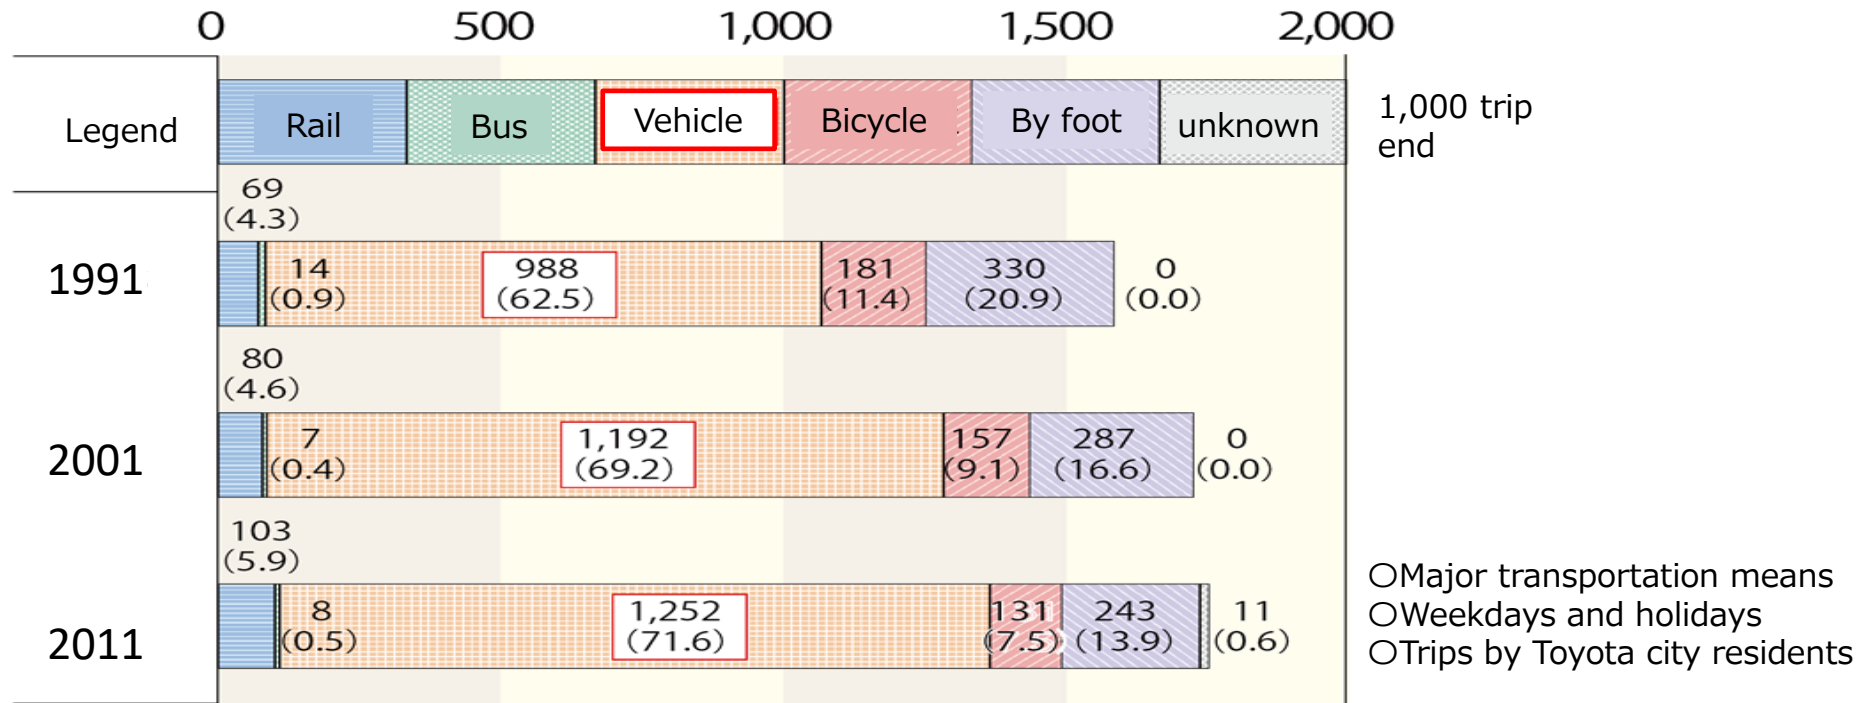 0 500 1,000 1,500 2,000
Legend Rail Bus Vehicle Bicycle By foot unknown
1,000 trip
end
69
(4.3)
1991
14 988 181 330 0
(0.9) (62.5) (11.4) (20.9) (0.0)
80
(4.6)
2001
7 1,192 157 287 0
(0.4) (69.2) (9.1) (16.6) (0.0)
103
(5.9)
2011
8 1,252 131 243 11
(0.5) (71.6) (7.5) (13.9) (0.6)
○Major transportation means
○Weekdays and holidays
○Trips by Toyota city residents